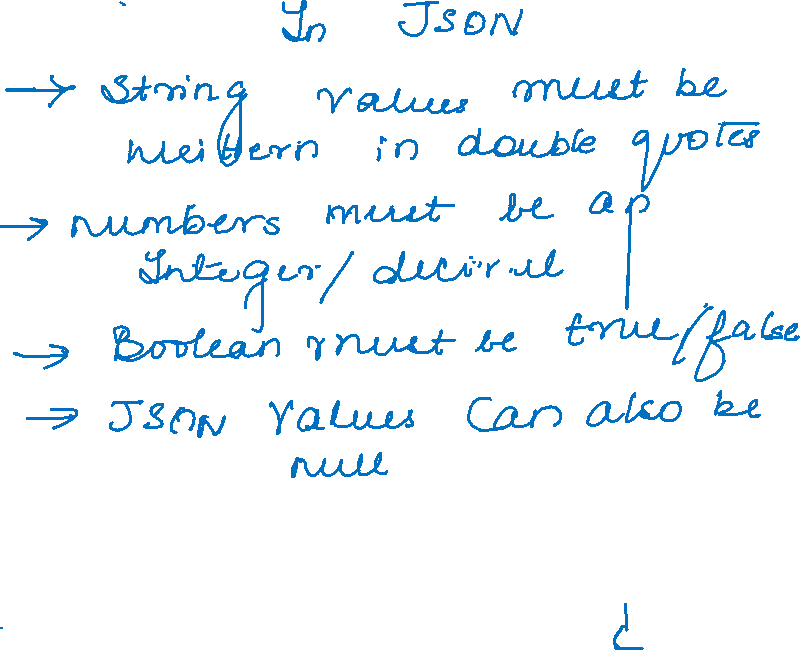 In JSON
→ String values must be
written in double quotes
→ numbers must be an
Integer/decimal
→ Boolean must be true/false
→ JSON values can also be
null